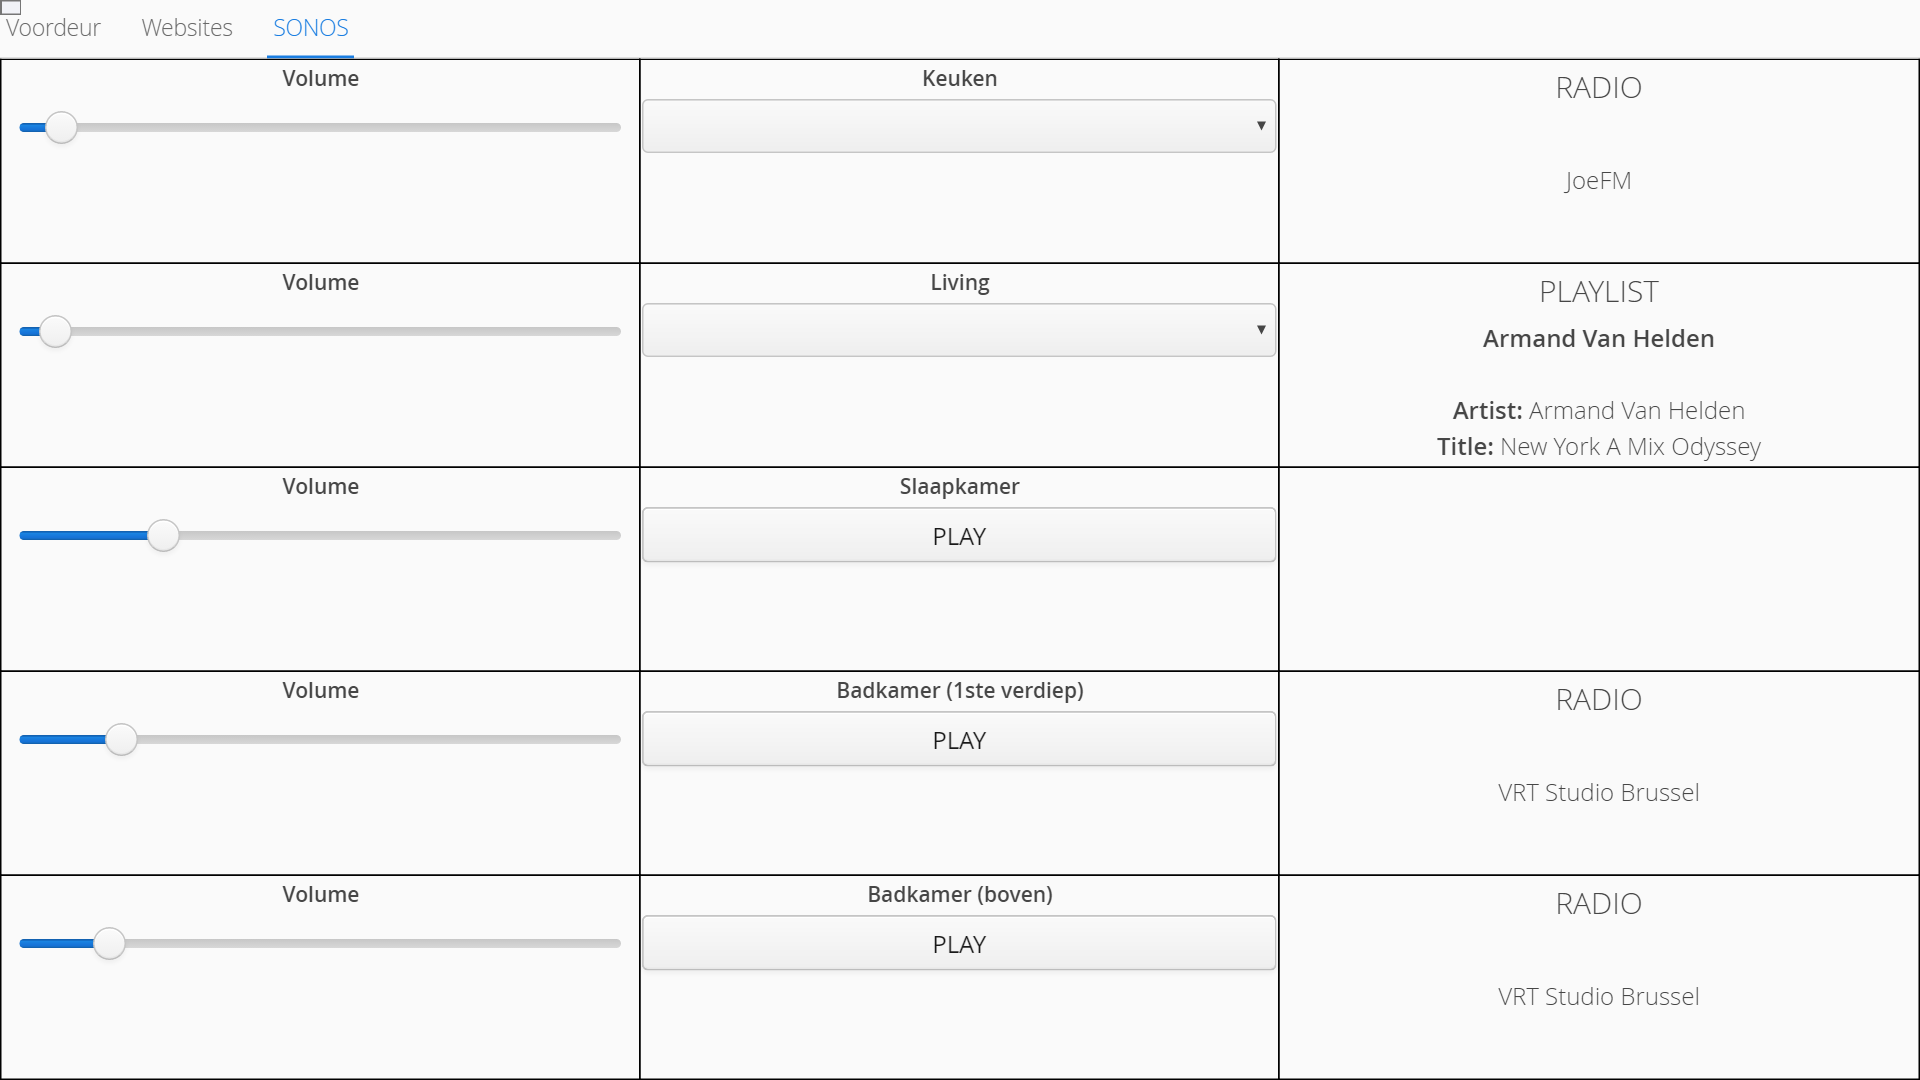 Voordeur Websites SONOS
Volume Keuken RADIO
JoeFM
Volume Living PLAYLIST
Armand Van Helden
Artist: Armand Van Helden
Title: New York A Mix Odyssey
Volume Slaapkamer
PLAY
Volume Badkamer (1ste verdiep) RADIO
PLAY
VRT Studio Brussel
Volume Badkamer (boven) RADIO
PLAY
VRT Studio Brussel